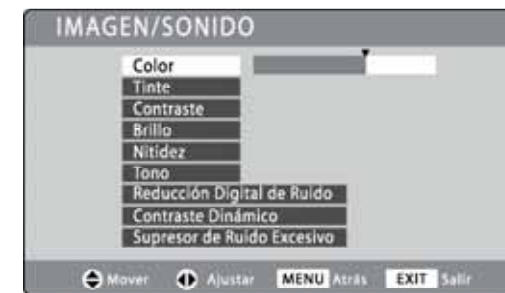 IMAGEN/SONIDO
Color
Tinte
Contraste
Brillo
Nitidez
Tono
Reducción Digital de Ruido
Contraste Dinámico
Supresor de Ruido Excesivo
Mover Ajustar MENU Atrás EXIT Salir